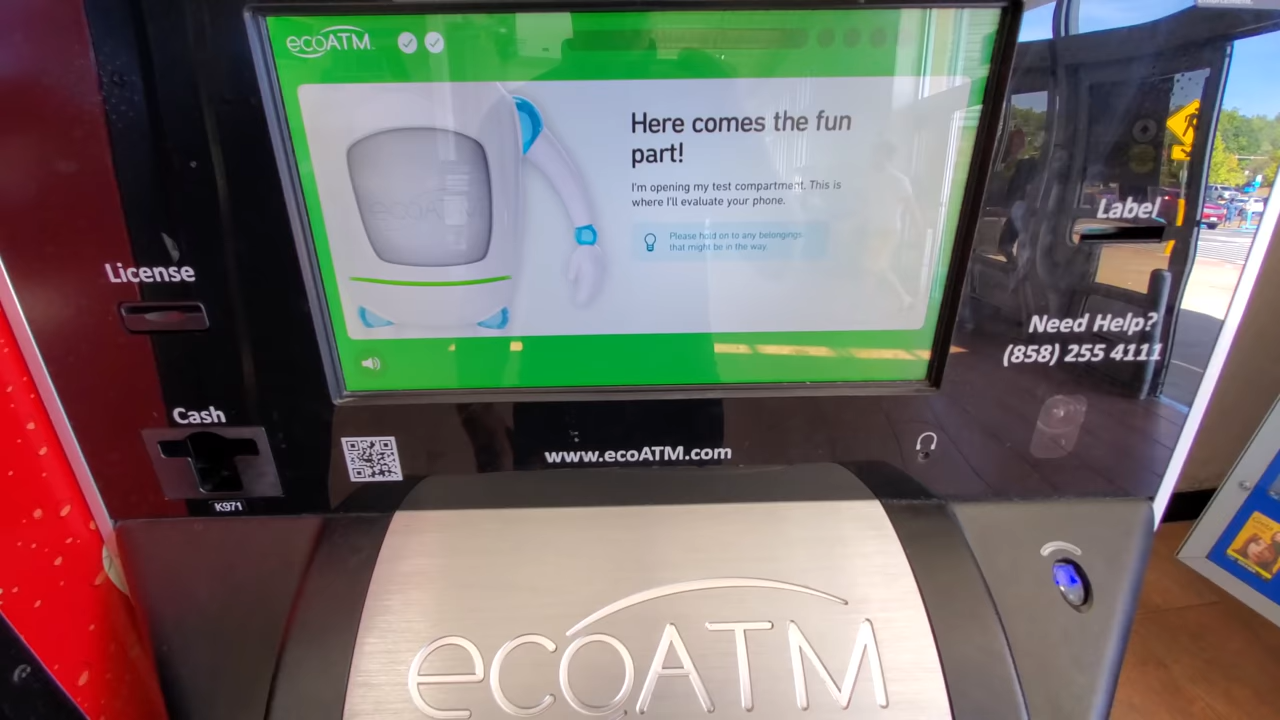 ecoATM
Here comes the fun
part!
I'm opening my test compartment. This is
where I'll evaluate your phone.
Please hold on to any belongings
that might be in the way.
ecoATM
License
Label
Need Help?
(858) 255 4111
Cash
www.ecoATM.com
K971
ecoATM